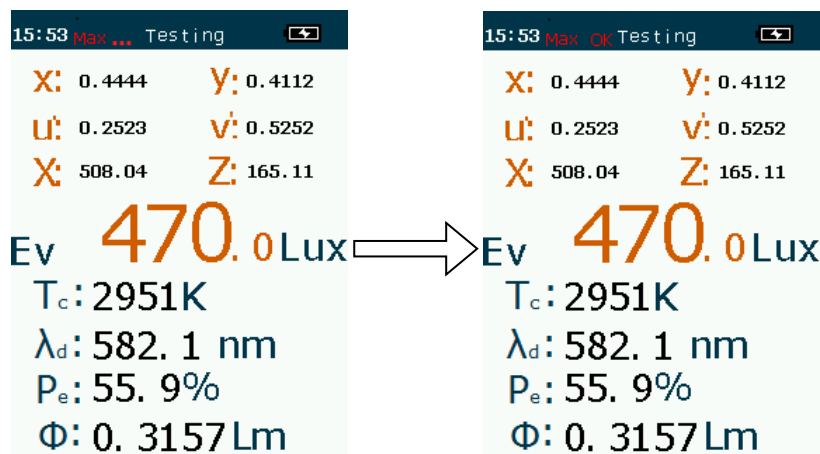 15:53 Max ... Testing
x: 0.4444 y: 0.4112
u': 0.2523 v': 0.5252
X: 508.04 Z: 165.11
Ev 470.0 Lux
Tc: 2951K
λd: 582.1 nm
Pe: 55.9%
Φ: 0.3157 Lm
15:53 Max OK Testing
x: 0.4444 y: 0.4112
u': 0.2523 v': 0.5252
X: 508.04 Z: 165.11
Ev 470.0 Lux
Tc: 2951K
λd: 582.1 nm
Pe: 55.9%
Φ: 0.3157 Lm